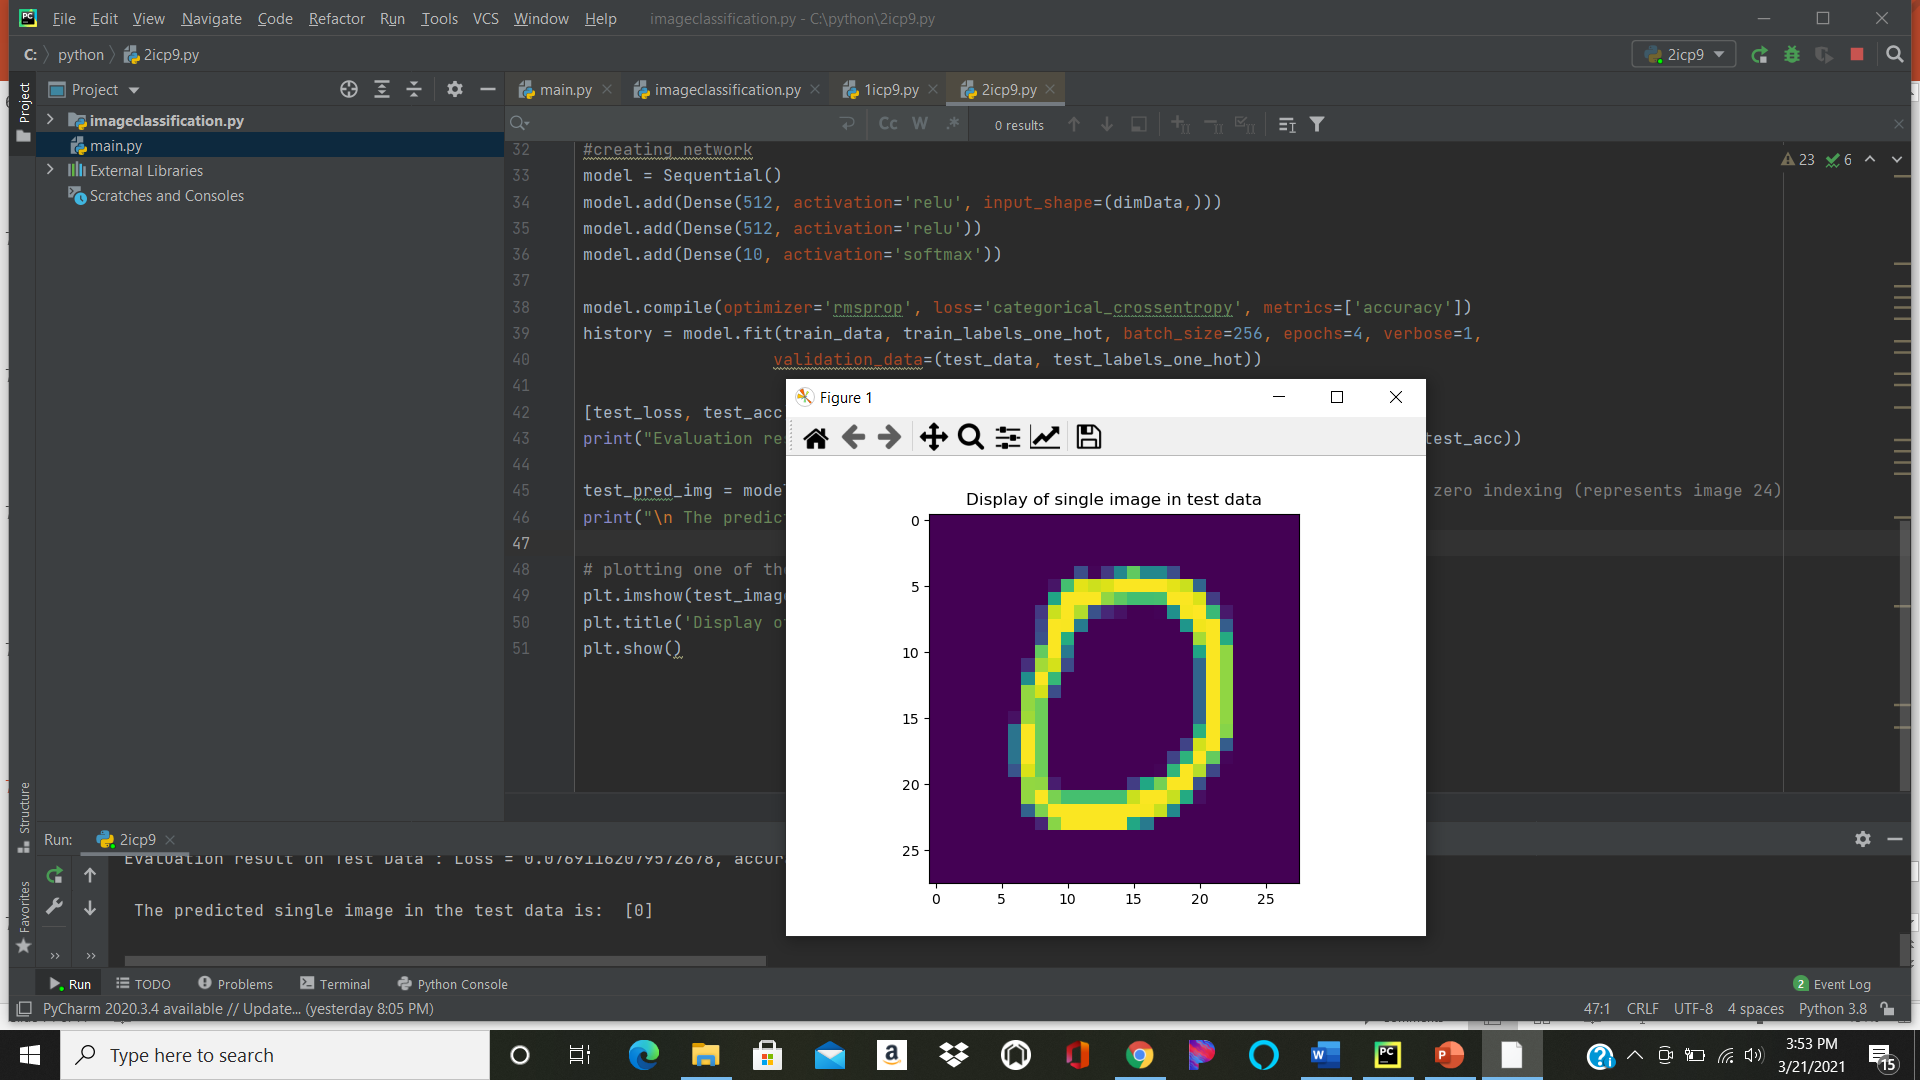 PC File Edit View Navigate Code Refactor Run Tools VCS Window Help imageclassification.py - C:\python\2icp9.py
C: python 2icp9.py 2icp9
Project main.py imageclassification.py 1icp9.py 2icp9.py
Project
imageclassification.py
main.py
External Libraries
Scratches and Consoles
Cc W .* 0 results
23 6
32 #creating network
33 model = Sequential()
34 model.add(Dense(512, activation='relu', input_shape=(dimData,)))
35 model.add(Dense(512, activation='relu'))
36 model.add(Dense(10, activation='softmax'))
37
38 model.compile(optimizer='rmsprop', loss='categorical_crossentropy', metrics=['accuracy'])
39 history = model.fit(train_data, train_labels_one_hot, batch_size=256, epochs=4, verbose=1,
40 validation_data=(test_data, test_labels_one_hot))
41
42 [test_loss, test_acc
43 print("Evaluation re test_acc))
44
45 test_pred_img = mode zero indexing (represents image 24)
46 print("\n The predic
47
48 # plotting one of th
49 plt.imshow(test_imag
50 plt.title('Display o
51 plt.show()
Figure 1
Display of single image in test data
0
5
10
15
20
25
0 5 10 15 20 25
Structure
Favorites
Run: 2icp9
Evaluation result on Test Data : Loss = 0.07691162079572678, accur
The predicted single image in the test data is: [0]
Run TODO Problems Terminal Python Console 2 Event Log
PyCharm 2020.3.4 available // Update... (yesterday 8:05 PM) 47:1 CRLF UTF-8 4 spaces Python 3.8
Type here to search
3:53 PM
3/21/2021
15